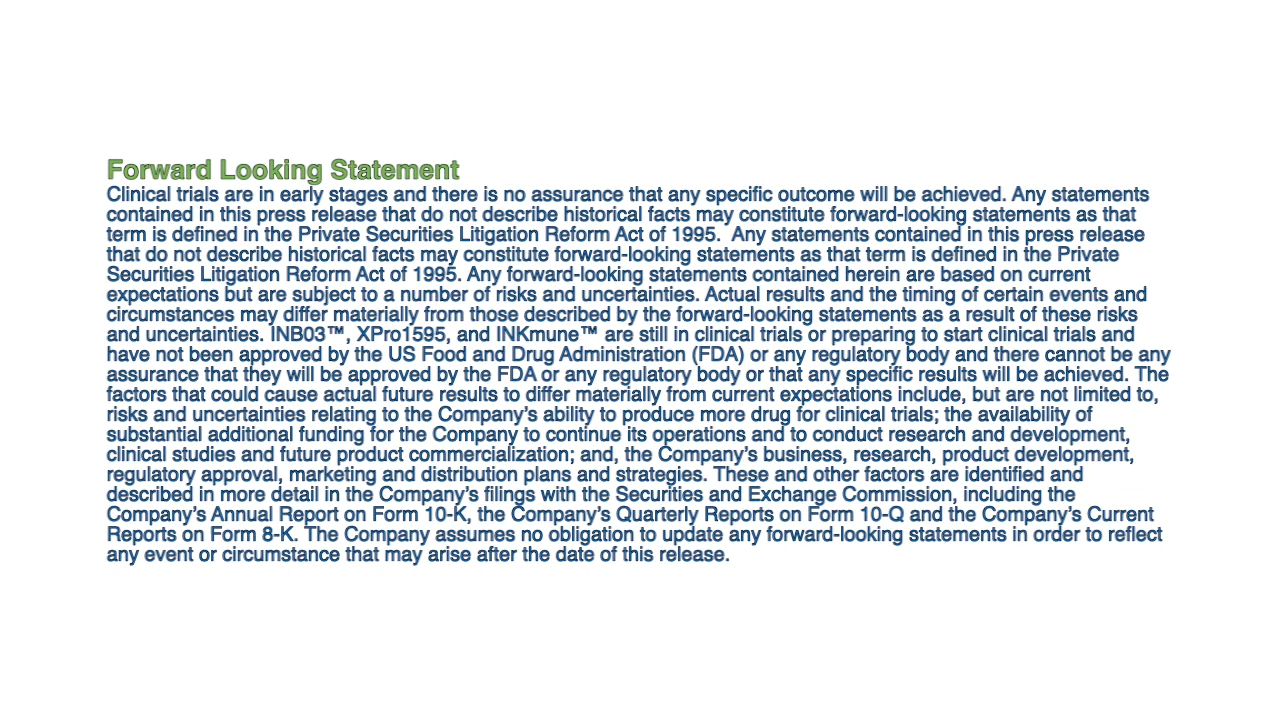 Forward Looking Statement
Clinical trials are in early stages and there is no assurance that any specific outcome will be achieved. Any statements
contained in this press release that do not describe historical facts may constitute forward-looking statements as that
term is defined in the Private Securities Litigation Reform Act of 1995.  Any statements contained in this press release
that do not describe historical facts may constitute forward-looking statements as that term is defined in the Private
Securities Litigation Reform Act of 1995. Any forward-looking statements contained herein are based on current
expectations but are subject to a number of risks and uncertainties. Actual results and the timing of certain events and
circumstances may differ materially from those described by the forward-looking statements as a result of these risks
and uncertainties. INB03™, XPro1595, and INKmune™ are still in clinical trials or preparing to start clinical trials and
have not been approved by the US Food and Drug Administration (FDA) or any regulatory body and there cannot be any
assurance that they will be approved by the FDA or any regulatory body or that any specific results will be achieved. The
factors that could cause actual future results to differ materially from current expectations include, but are not limited to,
risks and uncertainties relating to the Company’s ability to produce more drug for clinical trials; the availability of
substantial additional funding for the Company to continue its operations and to conduct research and development,
clinical studies and future product commercialization; and, the Company’s business, research, product development,
regulatory approval, marketing and distribution plans and strategies. These and other factors are identified and
described in more detail in the Company’s filings with the Securities and Exchange Commission, including the
Company’s Annual Report on Form 10-K, the Company’s Quarterly Reports on Form 10-Q and the Company’s Current
Reports on Form 8-K. The Company assumes no obligation to update any forward-looking statements in order to reflect
any event or circumstance that may arise after the date of this release.